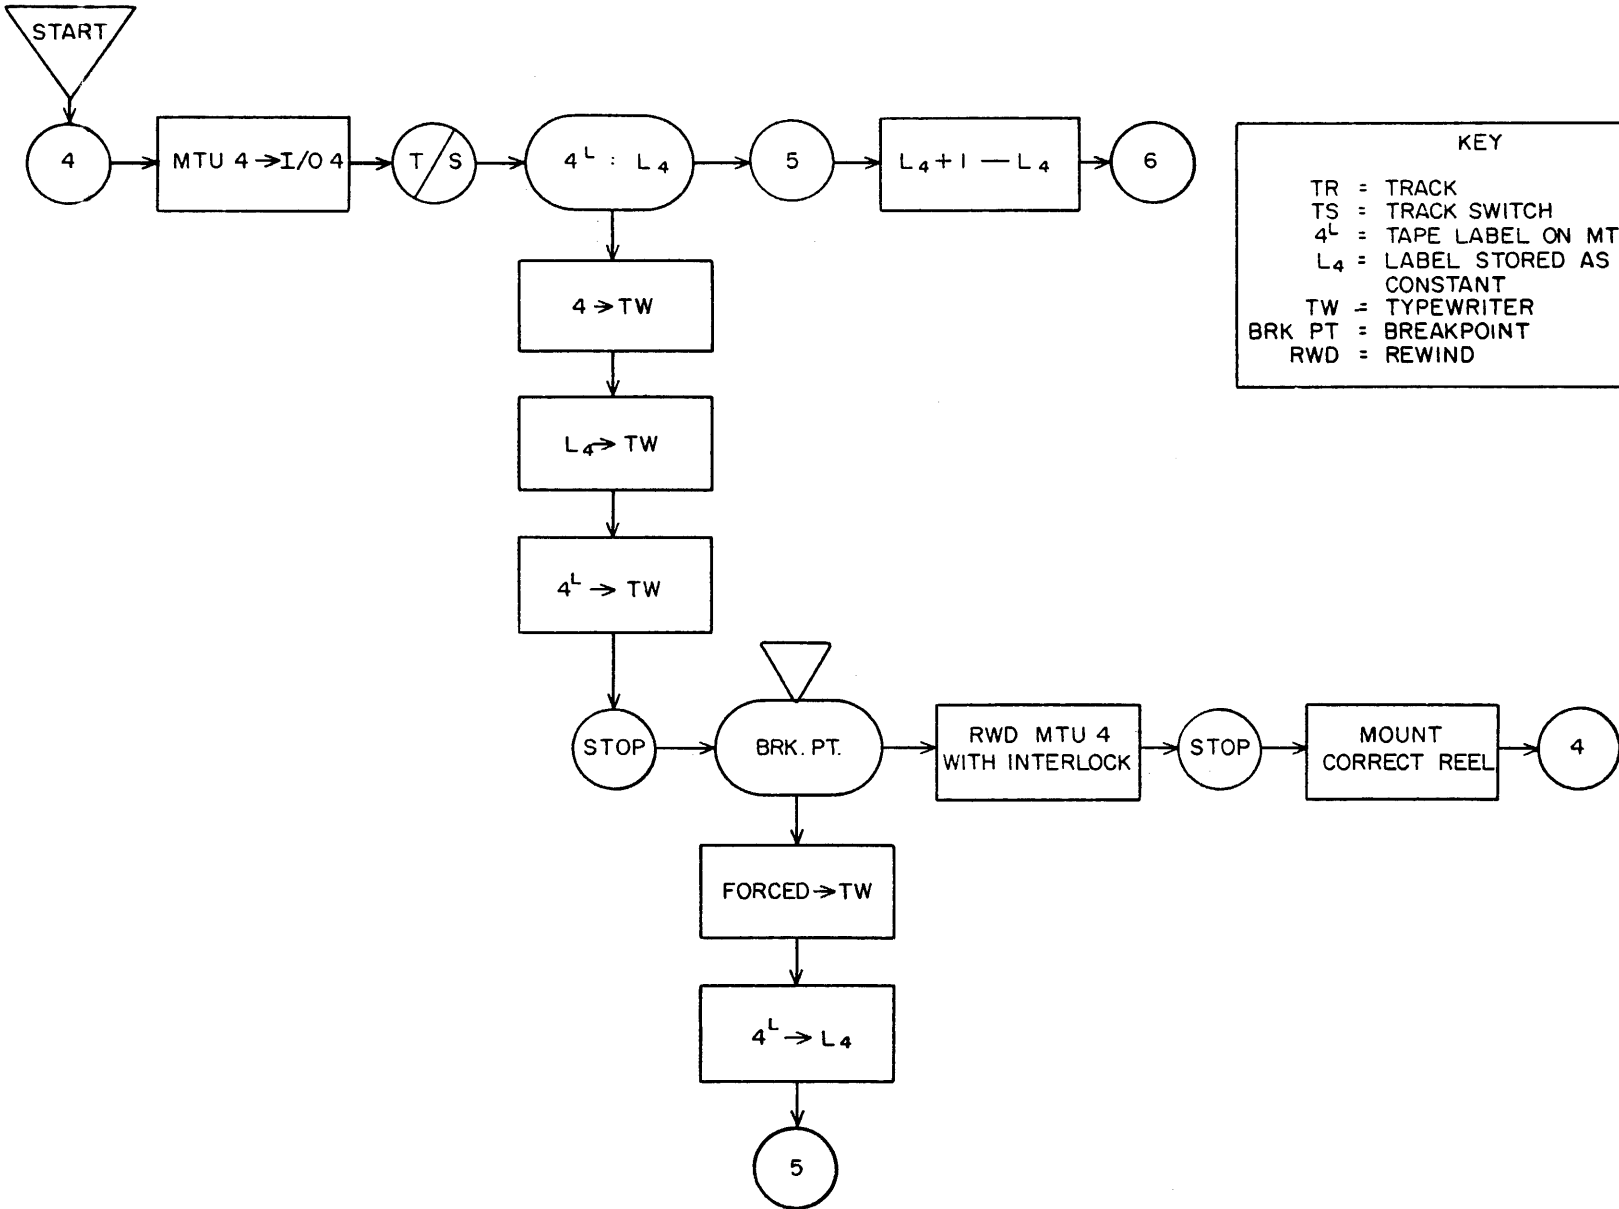 START
4
MTU 4 → I/O 4
T/S
4ᴸ : L₄
5
L₄ + 1 — L₄
6
KEY
TR = TRACK
TS = TRACK SWITCH
4ᴸ = TAPE LABEL ON MT
L₄ = LABEL STORED AS
CONSTANT
TW = TYPEWRITER
BRK PT = BREAKPOINT
RWD = REWIND
4 → TW
L₄ → TW
4ᴸ → TW
STOP
BRK. PT.
RWD MTU 4
WITH INTERLOCK
STOP
MOUNT
CORRECT REEL
4
FORCED → TW
4ᴸ → L₄
5